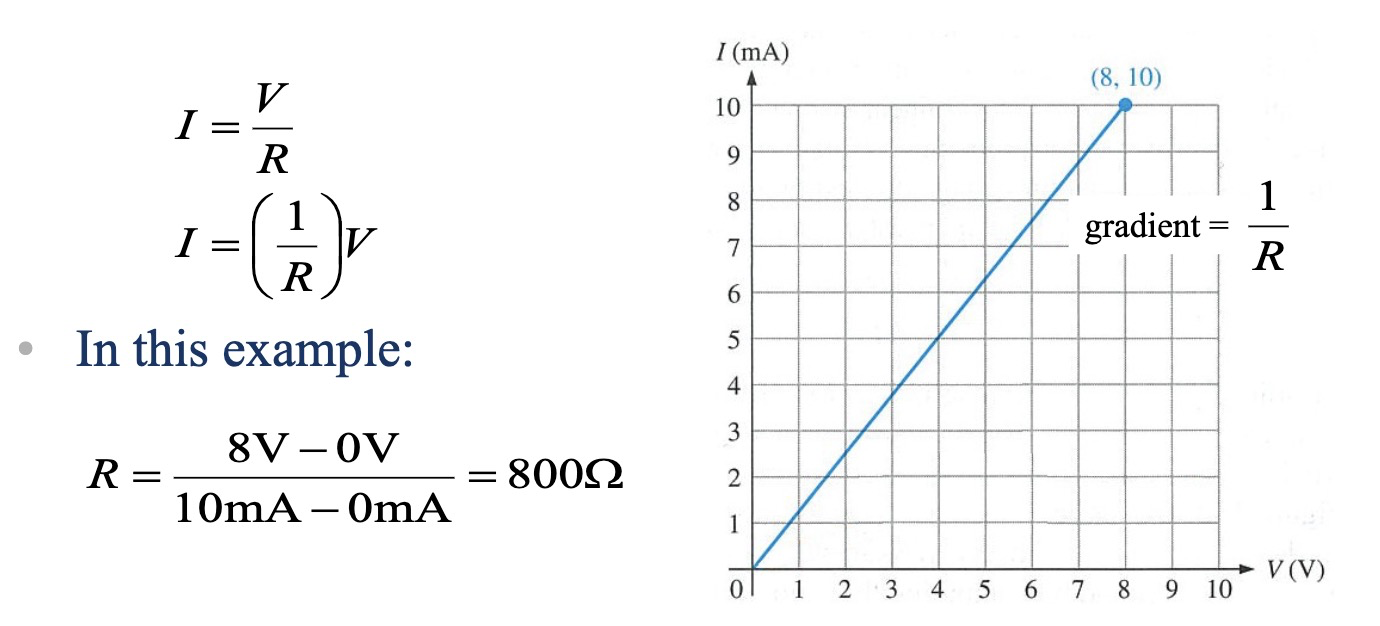 I = V/R
I = (1/R)V
• In this example:
R = (8V – 0V)/(10mA – 0mA) = 800Ω
I (mA)
(8, 10)
10
9
8
gradient = 1/R
7
6
5
4
3
2
1
0 1 2 3 4 5 6 7 8 9 10
V (V)